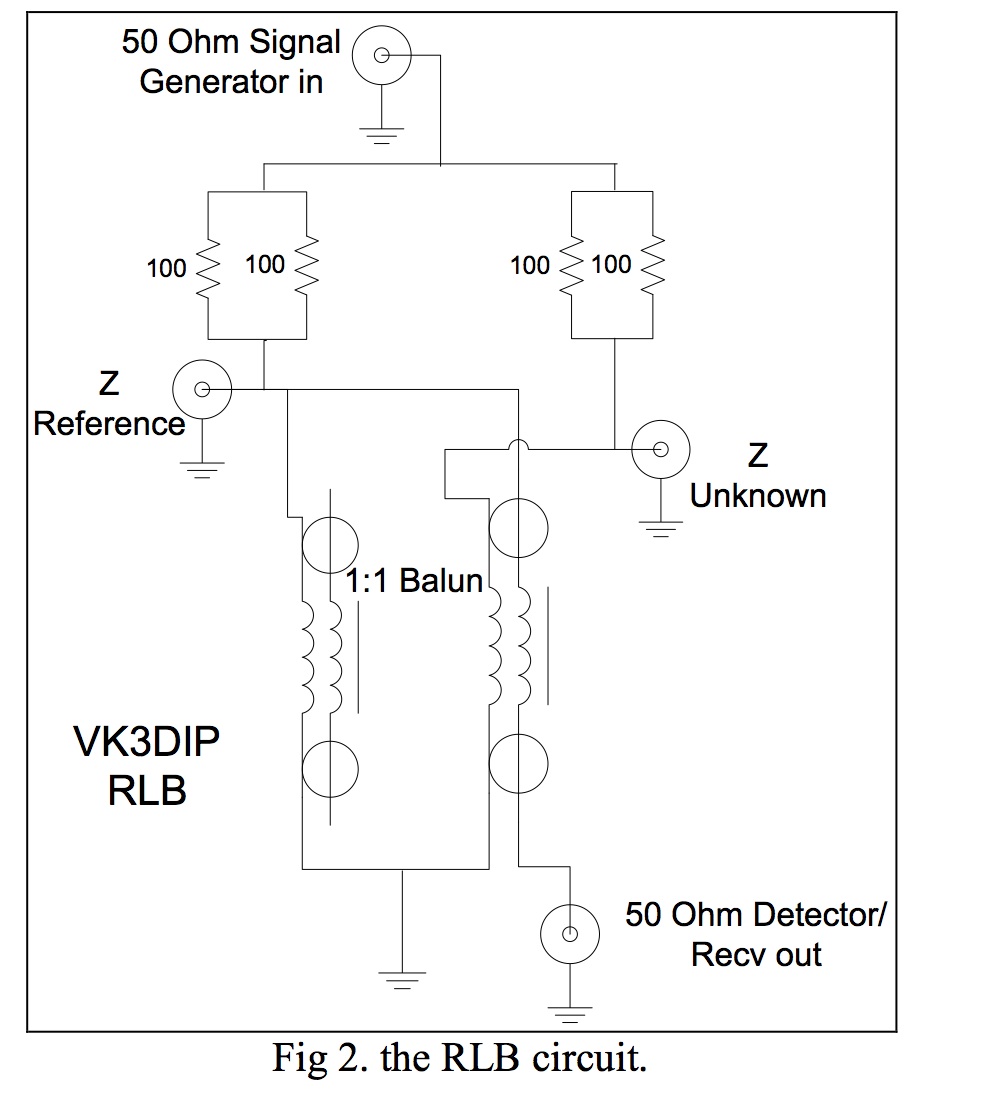 50 Ohm Signal
Generator in
100
100
100
100
Z
Reference
Z
Unknown
1:1 Balun
VK3DIP
RLB
50 Ohm Detector/
Recv out
Fig 2. the RLB circuit.